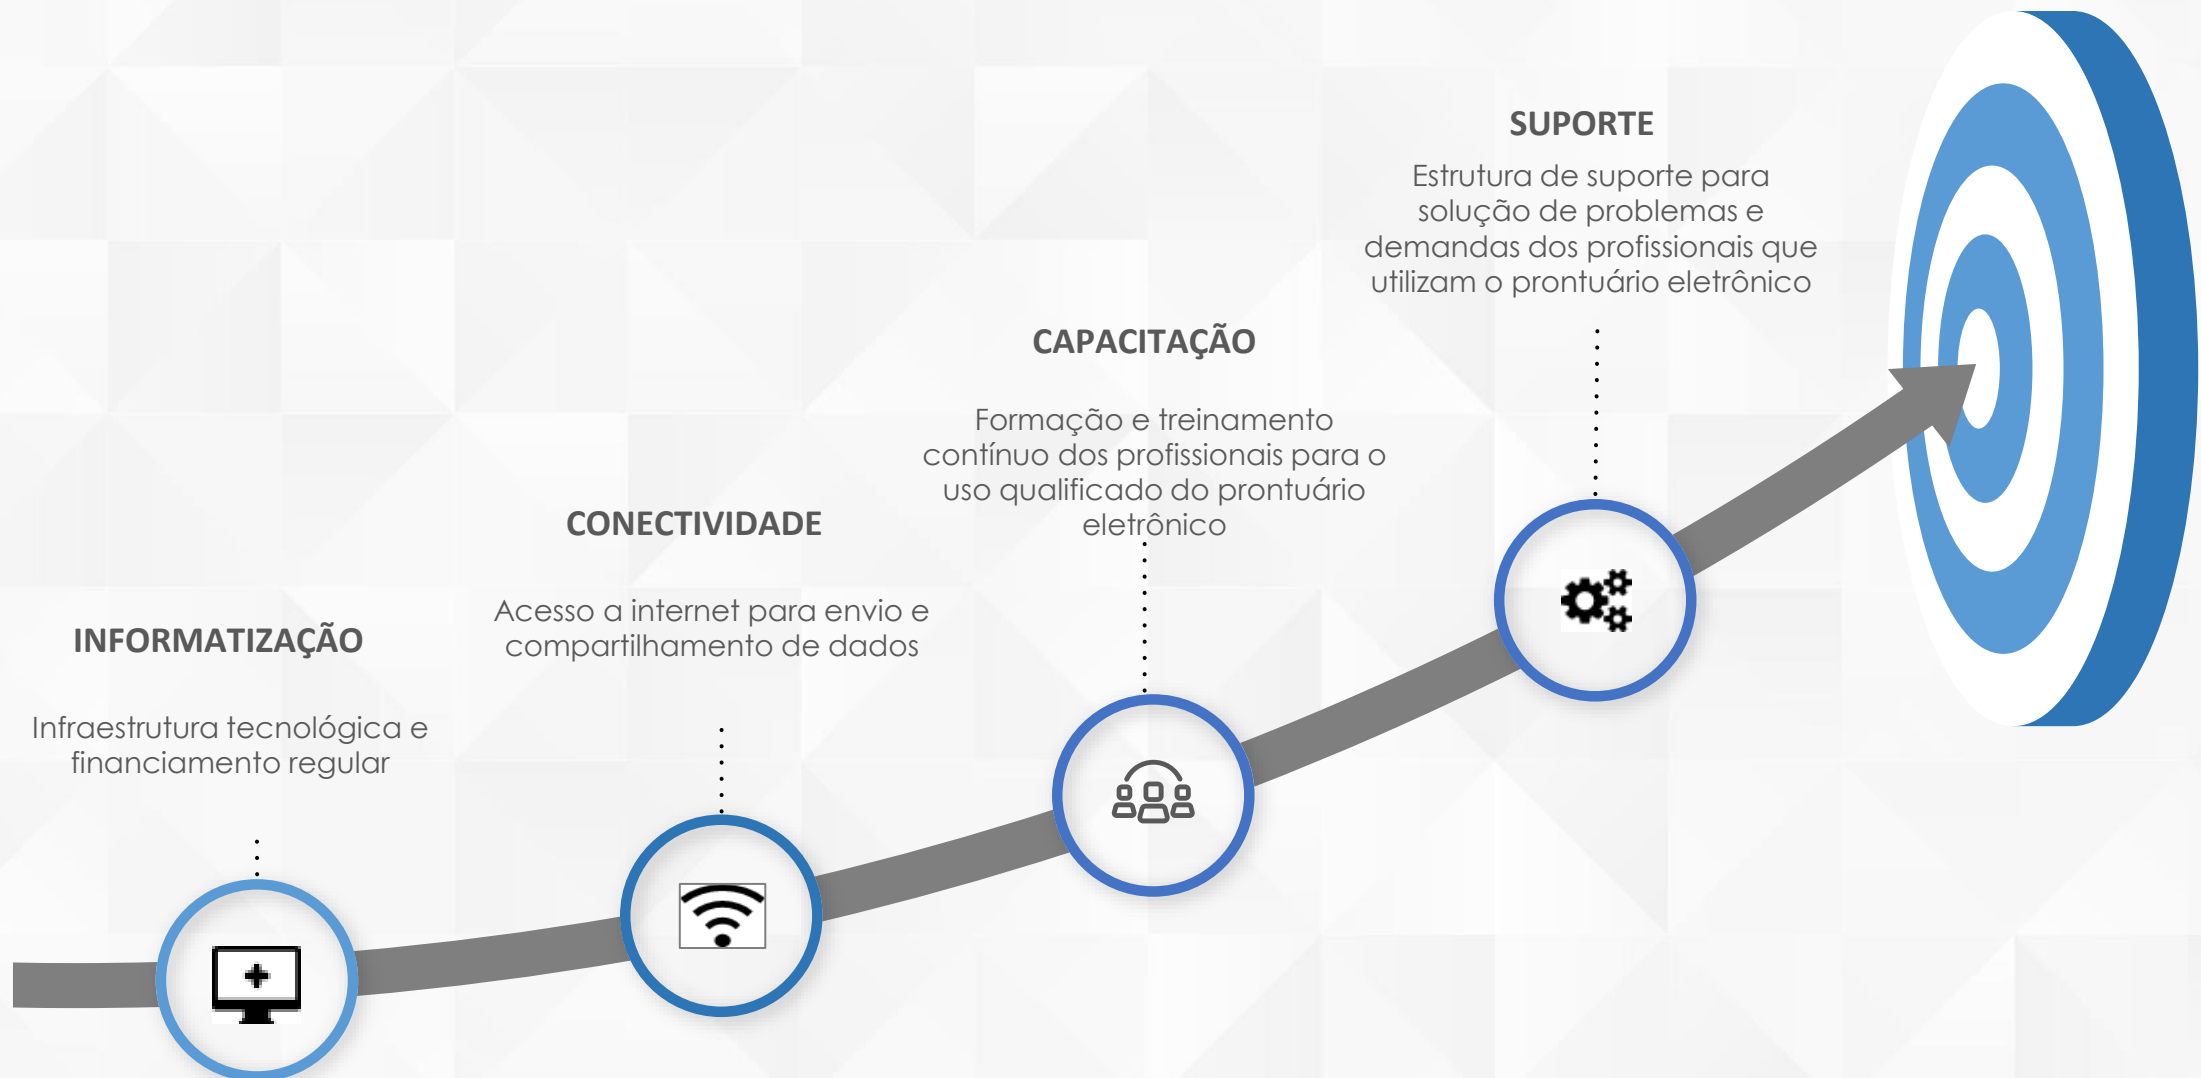 INFORMATIZAÇÃO
Infraestrutura tecnológica e
financiamento regular
CONECTIVIDADE
Acesso a internet para envio e
compartilhamento de dados
CAPACITAÇÃO
Formação e treinamento
contínuo dos profissionais para o
uso qualificado do prontuário
eletrônico
SUPORTE
Estrutura de suporte para
solução de problemas e
demandas dos profissionais que
utilizam o prontuário eletrônico